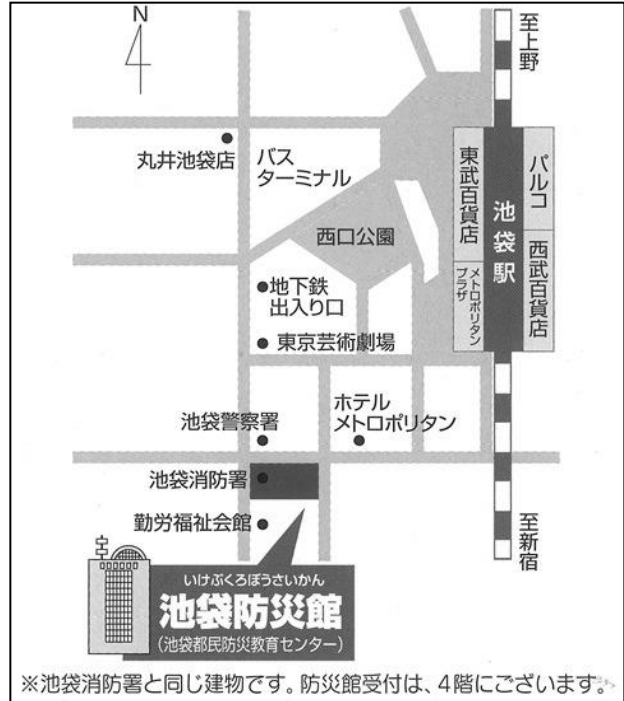 N
至上野
丸井池袋店
バス
ターミナル
東武百貨店
池袋駅
パルコ
西口公園
西武百貨店
メトロポリタン
プラザ
地下鉄
出入り口
東京芸術劇場
池袋警察署
ホテル
メトロポリタン
池袋消防署
勤労福祉会館
至新宿
いけぶくろぼうさいかん
池袋防災館
(池袋都民防災教育センター)
※池袋消防署と同じ建物です。防災館受付は、4階にございます。